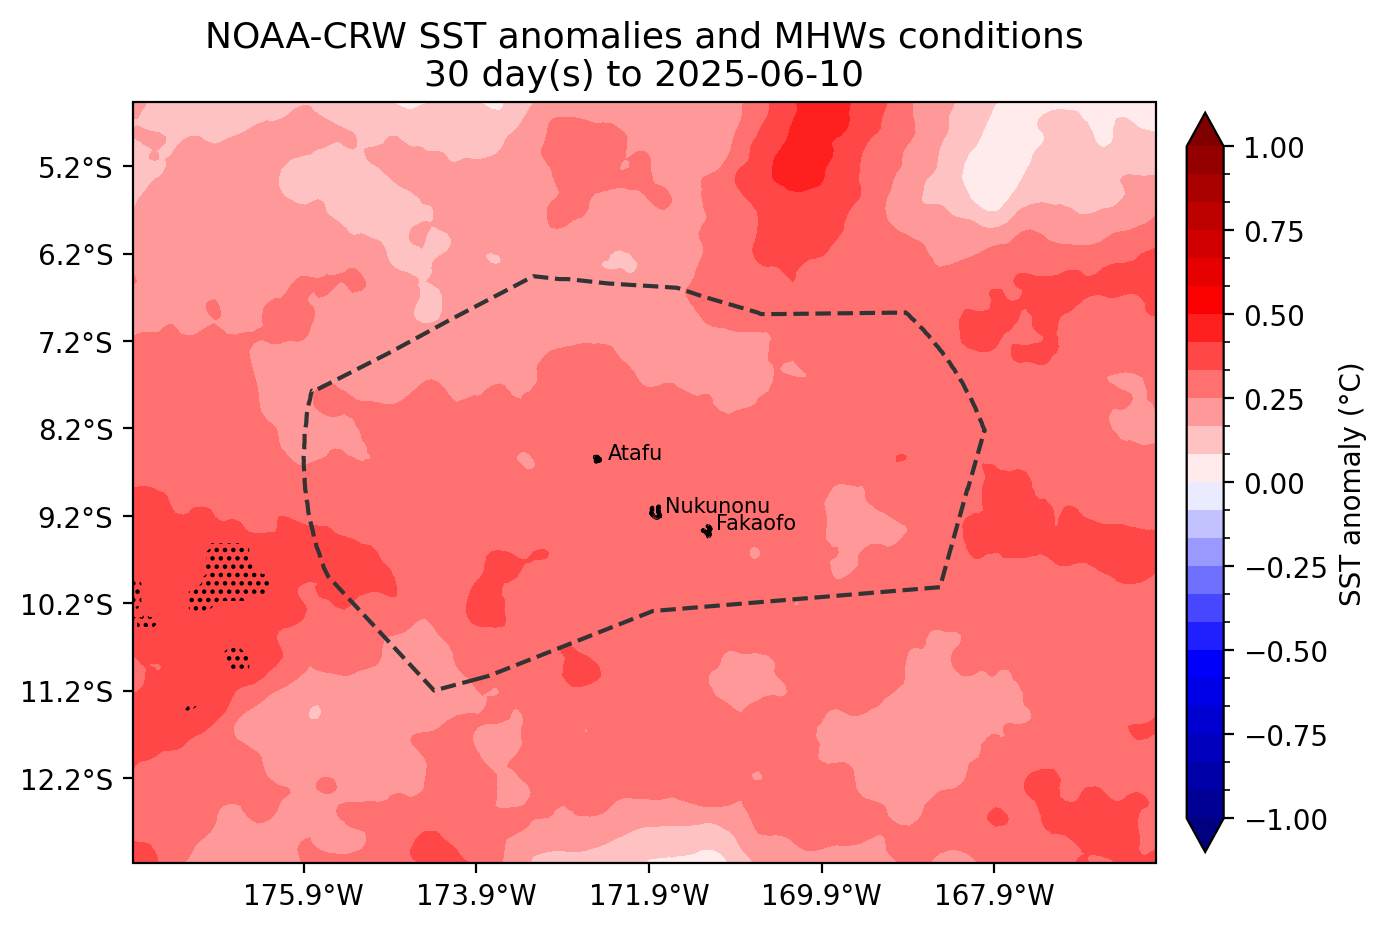 NOAA-CRW SST anomalies and MHWs conditions
30 day(s) to 2025-06-10
5.2°S
6.2°S
7.2°S
8.2°S
9.2°S
10.2°S
11.2°S
12.2°S
Atafu
Nukunonu
Fakaofo
175.9°W
173.9°W
171.9°W
169.9°W
167.9°W
1.00
0.75
0.50
0.25
0.00
−0.25
−0.50
−0.75
−1.00
SST anomaly (°C)